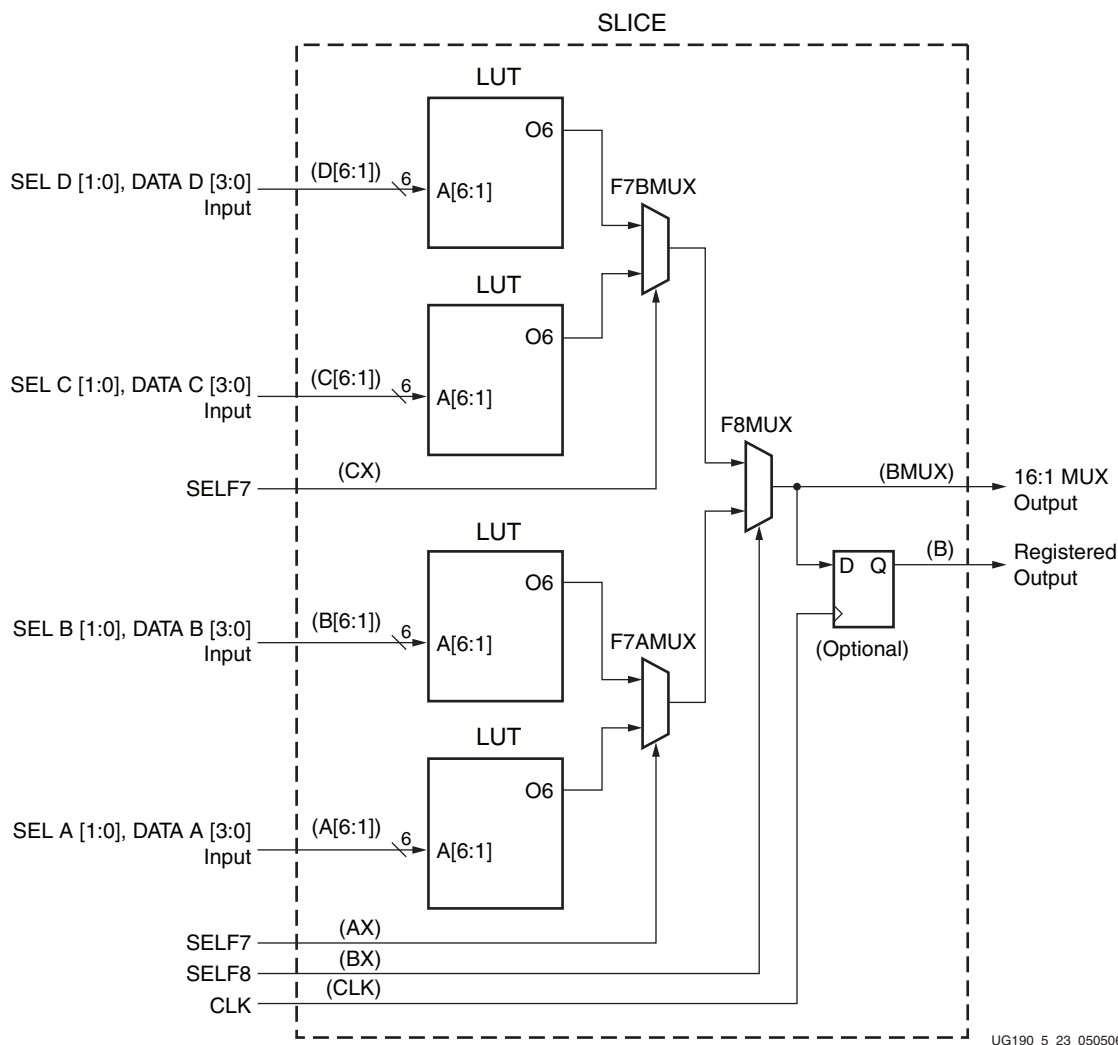 SLICE
LUT
O6
SEL D [1:0], DATA D [3:0]
Input
(D[6:1])
6
A[6:1]
F7BMUX
LUT
O6
SEL C [1:0], DATA C [3:0]
Input
(C[6:1])
6
A[6:1]
F8MUX
SELF7
(CX)
(BMUX)
16:1 MUX
Output
LUT
O6
D Q
(B)
Registered
Output
SEL B [1:0], DATA B [3:0]
Input
(B[6:1])
6
A[6:1]
F7AMUX
(Optional)
LUT
O6
SEL A [1:0], DATA A [3:0]
Input
(A[6:1])
6
A[6:1]
SELF7
(AX)
SELF8
(BX)
CLK
(CLK)